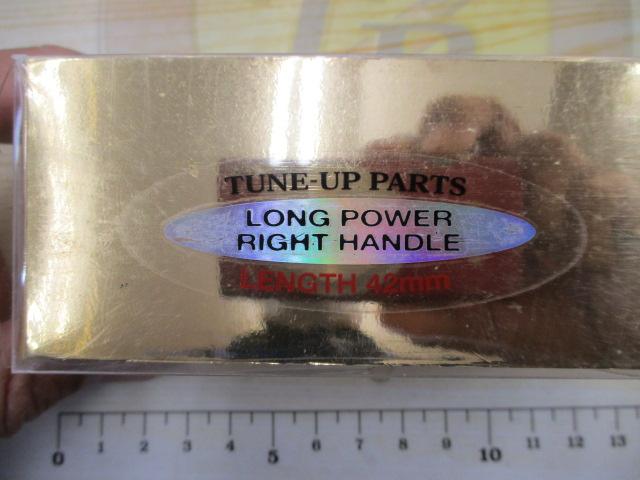 TUNE-UP PARTS
LONG POWER
RIGHT HANDLE
LENGTH 42mm
0 1 2 3 4 5 6 7 8 9 10 11 12 13